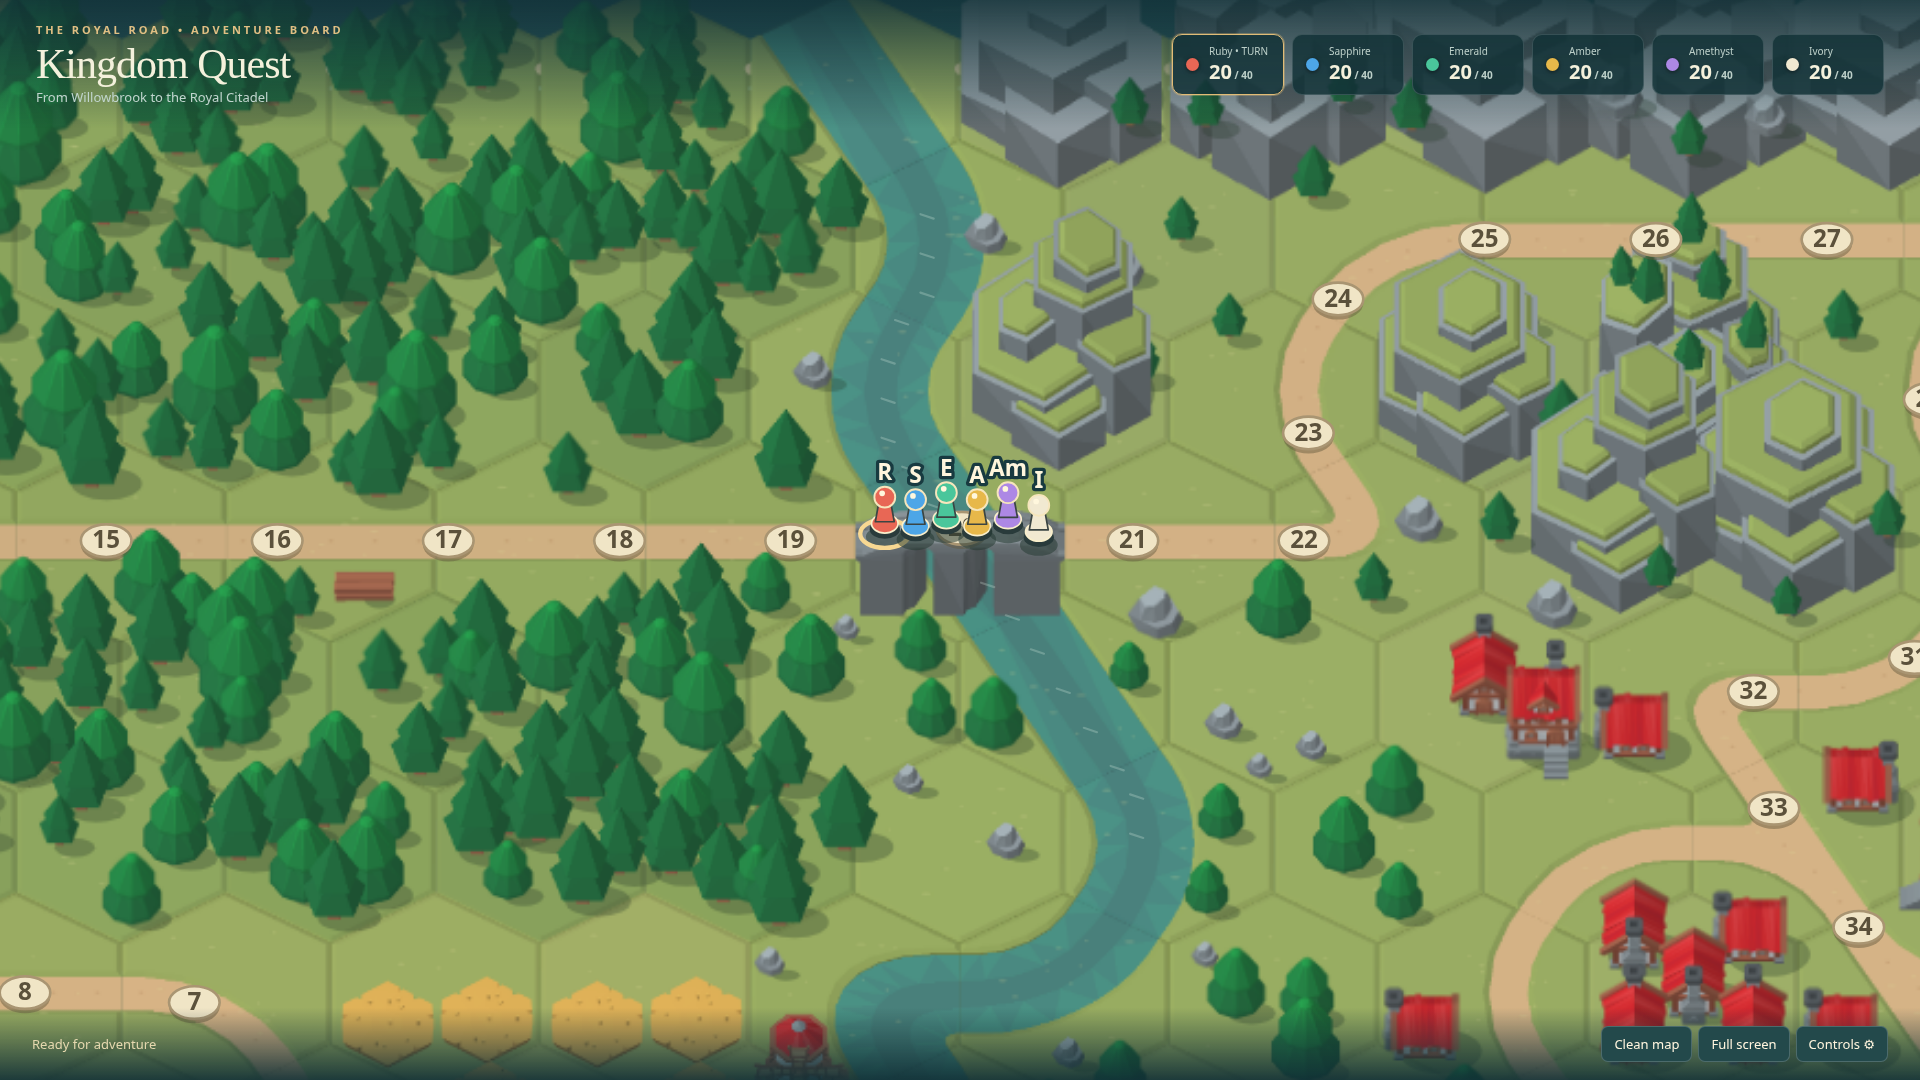 THE ROYAL ROAD • ADVENTURE BOARD
Kingdom Quest
From Willowbrook to the Royal Citadel
Ruby • TURN
20 / 40
Sapphire
20 / 40
Emerald
20 / 40
Amber
20 / 40
Amethyst
20 / 40
Ivory
20 / 40
25
26
27
24
23
R
S
E
A
Am
I
15
16
17
18
19
21
22
31
32
33
34
8
7
Ready for adventure
Clean map
Full screen
Controls ⚙